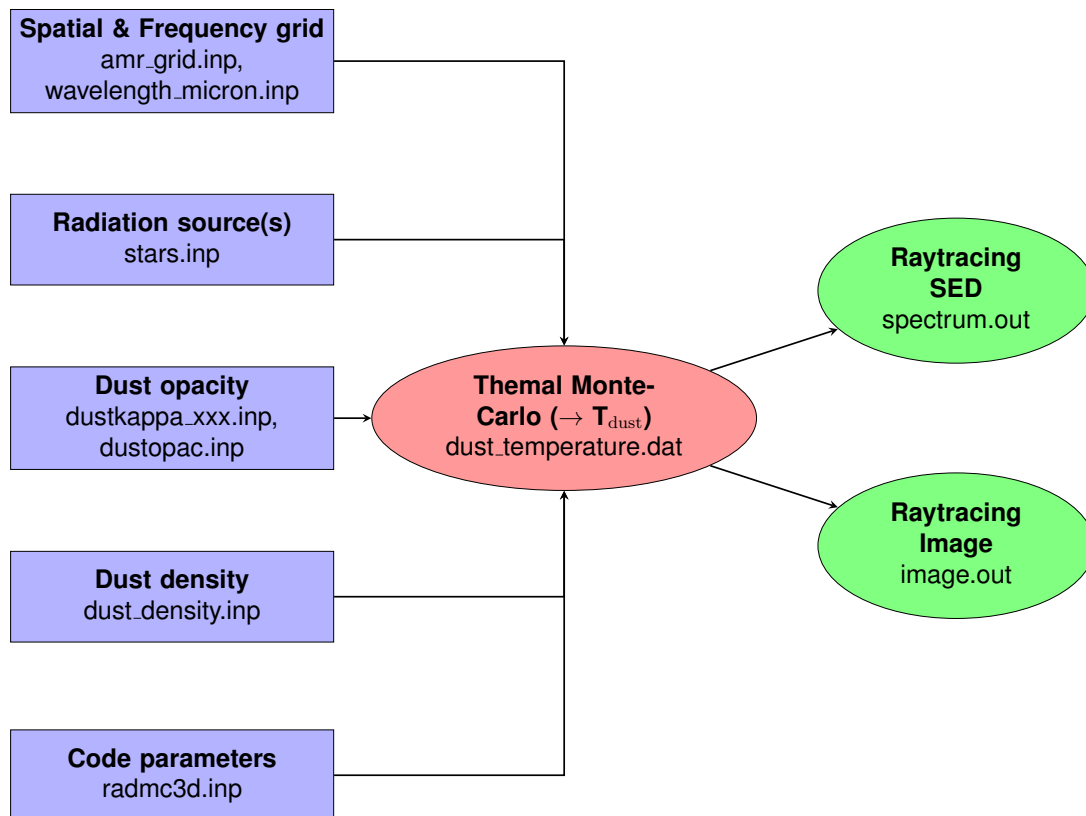 Spatial & Frequency grid
amr_grid.inp,
wavelength_micron.inp
Radiation source(s)
stars.inp
Dust opacity
dustkappa_xxx.inp,
dustopac.inp
Dust density
dust_density.inp
Code parameters
radmc3d.inp
Themal Monte-
Carlo (→ T_dust)
dust_temperature.dat
Raytracing
SED
spectrum.out
Raytracing
Image
image.out